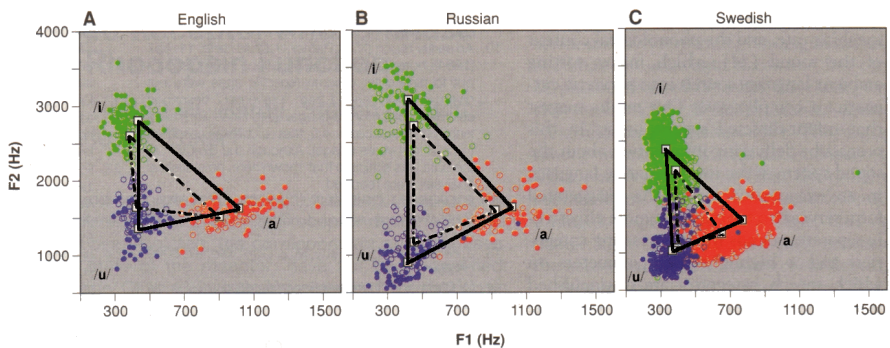 A English
B Russian
C Swedish
4000
3000
2000
1000
F2 (Hz)
/i/
/a/
/u/
/i/
/a/
/u/
/i/
/a/
/u/
300 700 1100 1500
300 700 1100 1500
300 700 1100 1500
F1 (Hz)